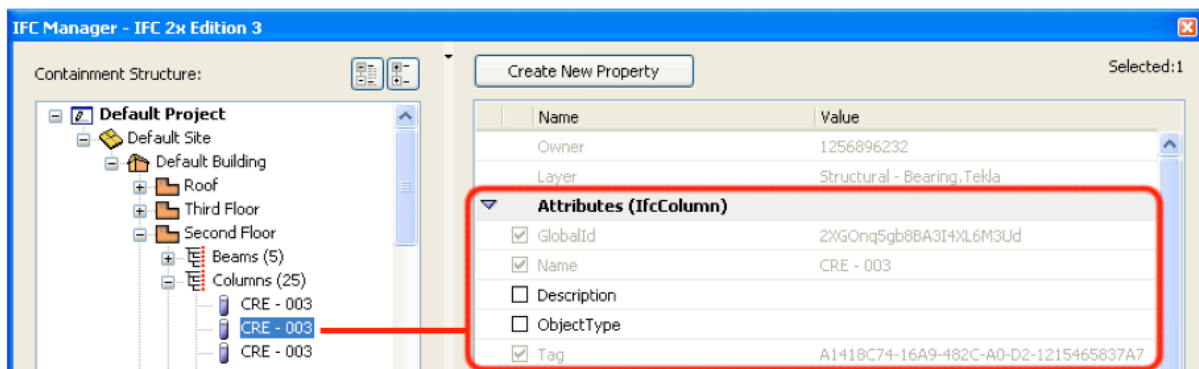 IFC Manager - IFC 2x Edition 3
Containment Structure:
Default Project
Default Site
Default Building
Roof
Third Floor
Second Floor
Beams (5)
Columns (25)
CRE - 003
CRE - 003
CRE - 003
Create New Property
Selected:1
Name Value
Owner 1256896232
Layer Structural - Bearing.Tekla
Attributes (IfcColumn)
GlobalId 2XGOnq5gb8BA3I4XL6M3Ud
Name CRE - 003
Description
ObjectType
Tag A1418C74-16A9-482C-A0-D2-1215465837A7